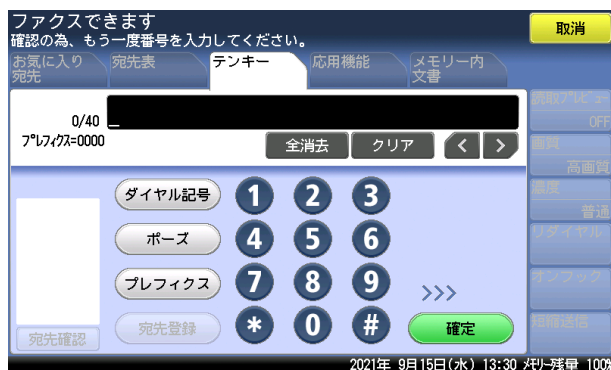 ファクスできます
確認の為、もう一度番号を入力してください。
取消
お気に入り
宛先
宛先表
テンキー
応用機能
メモリー内
文書
読取プレビュー
OFF
0/40 _
プレフィクス=0000
全消去
クリア
<
>
画質
高画質
濃度
普通
ダイヤル記号
1
2
3
リダイヤル
ポーズ
4
5
6
オンフック
プレフィクス
7
8
9
>>>
短縮送信
宛先確認
宛先登録
*
0
#
確定
2021年 9月15日(水) 13:30 メモリー残量 100%